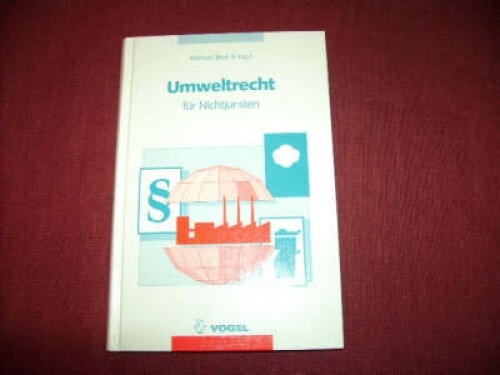 Umweltrecht
für Nichtjuristen
§
VOGEL